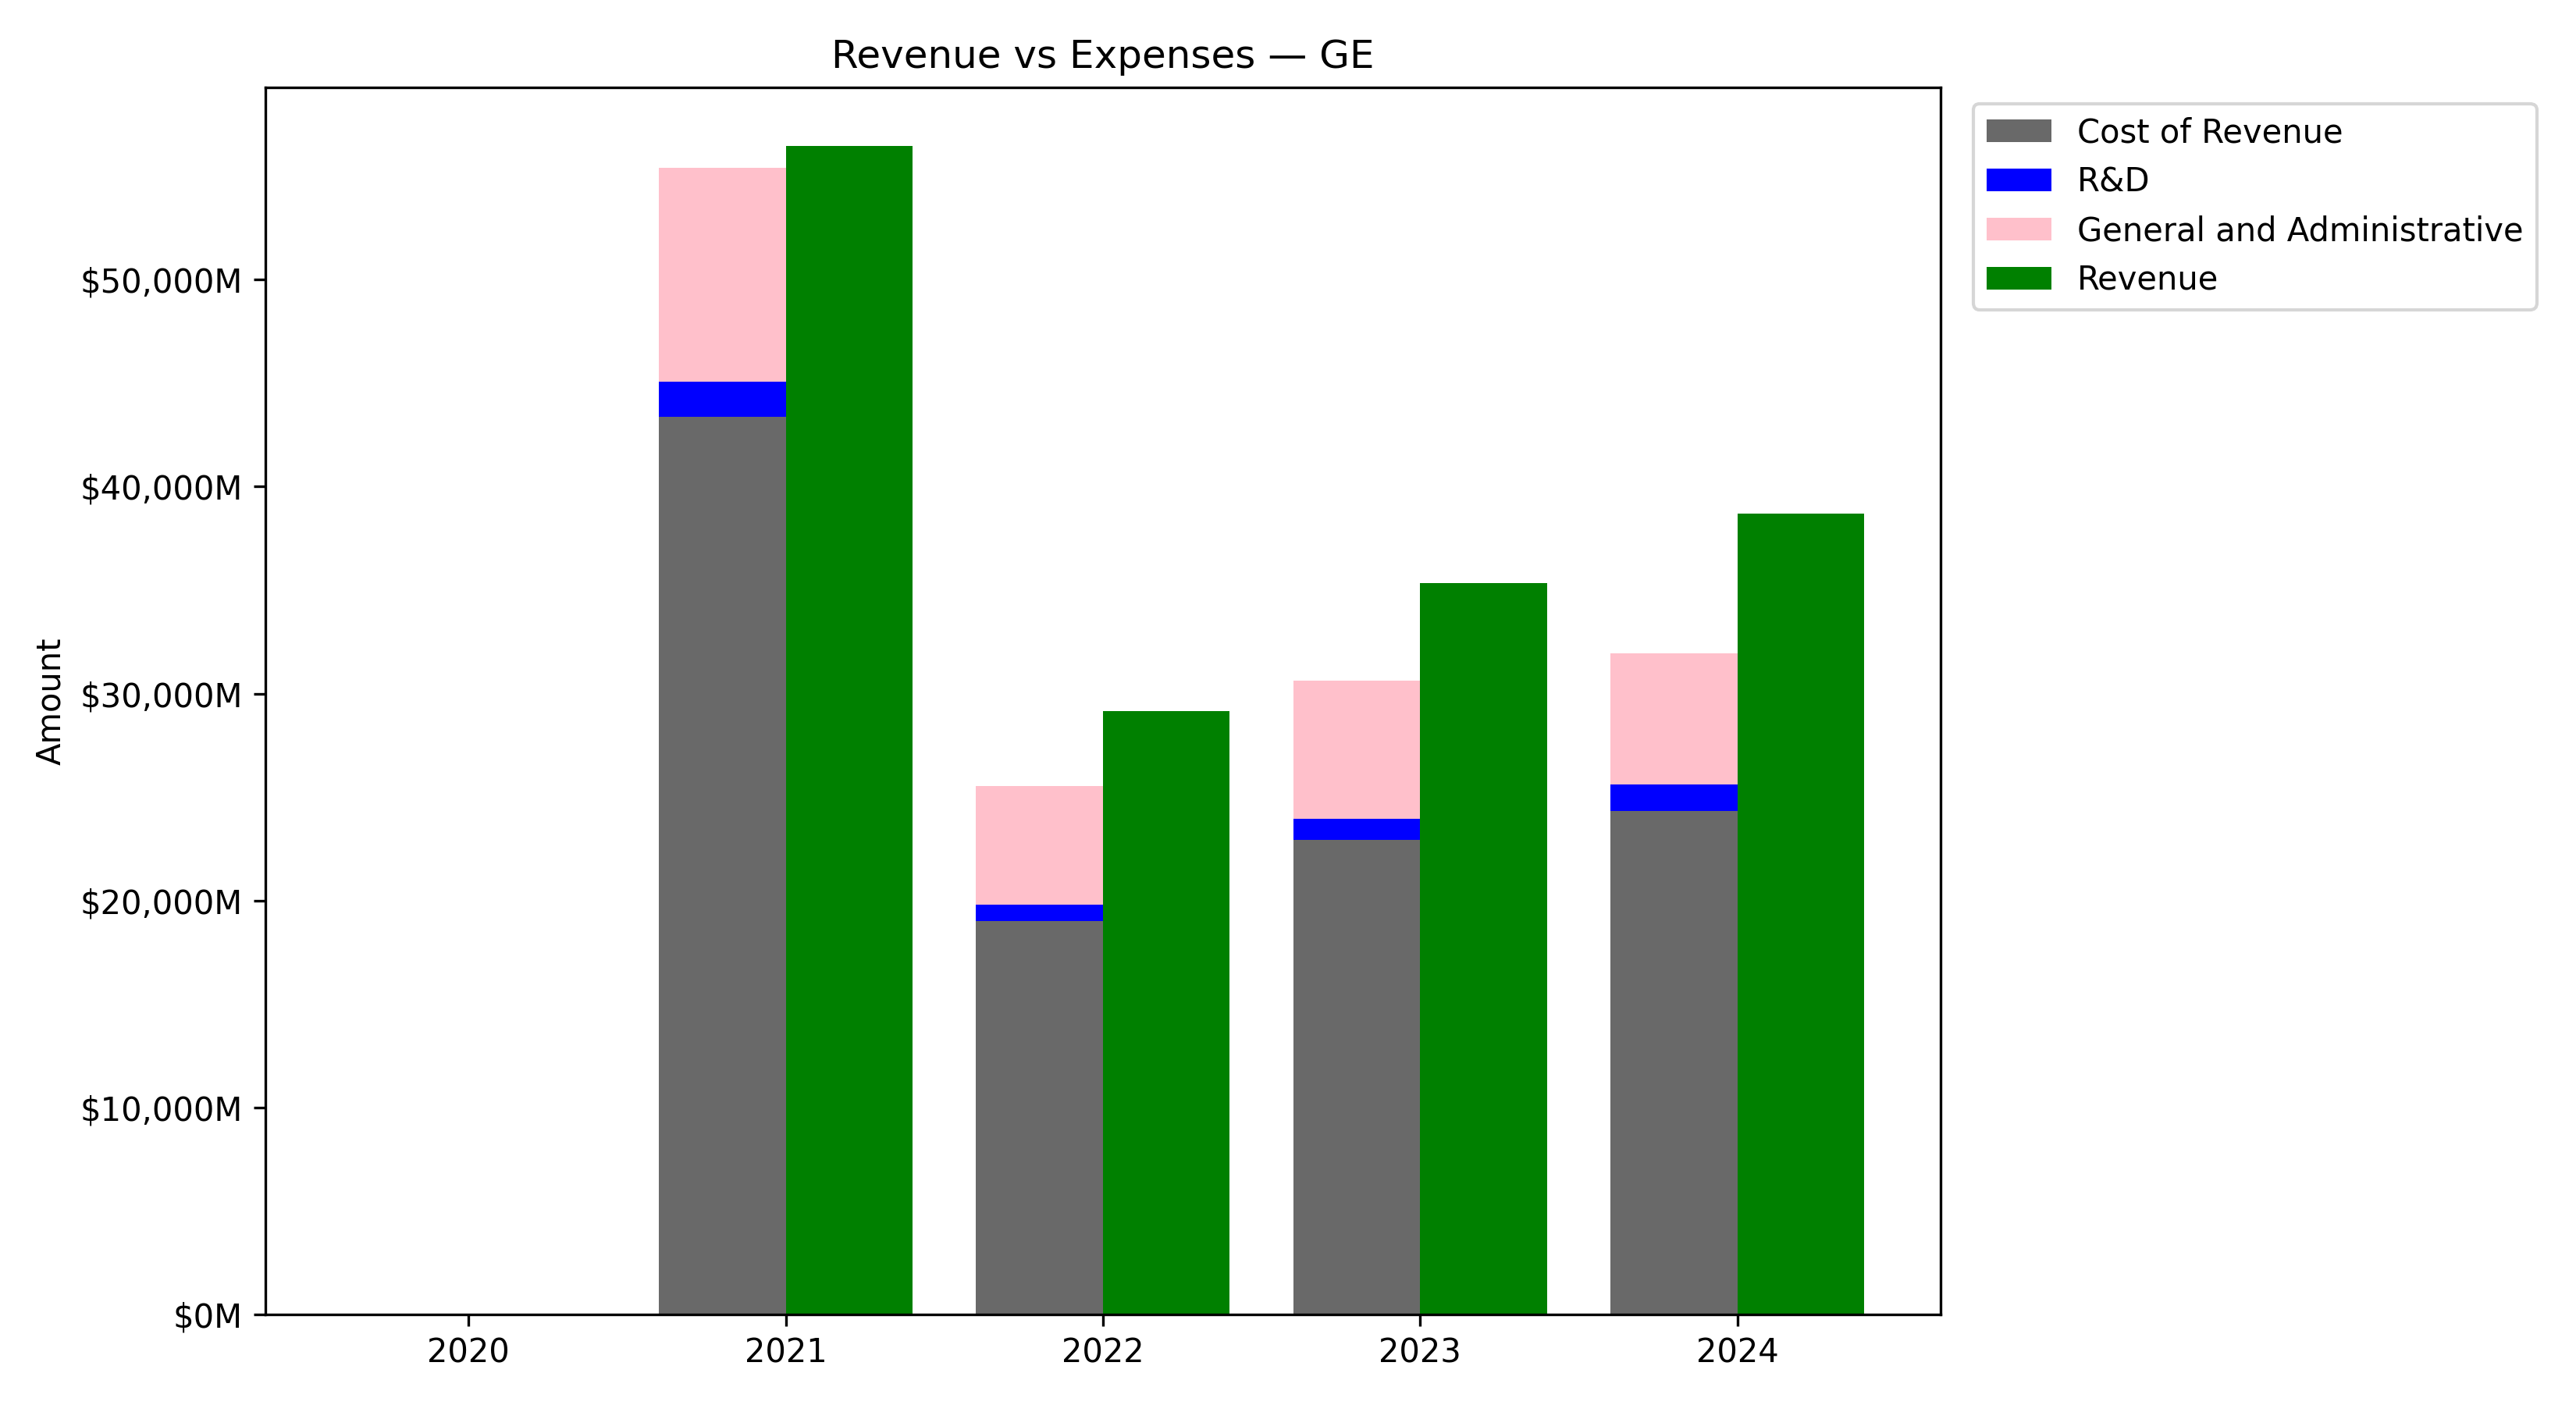 Revenue vs Expenses — GE
Cost of Revenue
R&D
General and Administrative
Revenue
Amount
$50,000M
$40,000M
$30,000M
$20,000M
$10,000M
$0M
2020
2021
2022
2023
2024